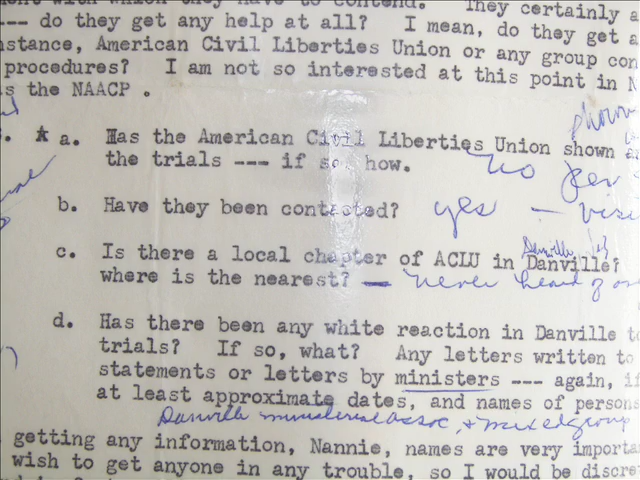 ment with which they have to contend. They certainly a
--- do they get any help at all? I mean, do they get a
nstance, American Civil Liberties Union or any group con
procedures? I am not so interested at this point in N
s the NAACP .
a. Has the American Civil Liberties Union shown a
the trials --- if so, how.
no
b. Have they been contacted?
yes -
c. Is there a local chapter of ACLU in Danville?
Danville
where is the nearest? - never heard of
d. Has there been any white reaction in Danville to
trials? If so, what? Any letters written to
statements or letters by ministers --- again, if
at least approximate dates, and names of persons
Danville ministerial assoc. & mixed group
getting any information, Nannie, names are very importa
wish to get anyone in any trouble, so I would be discre